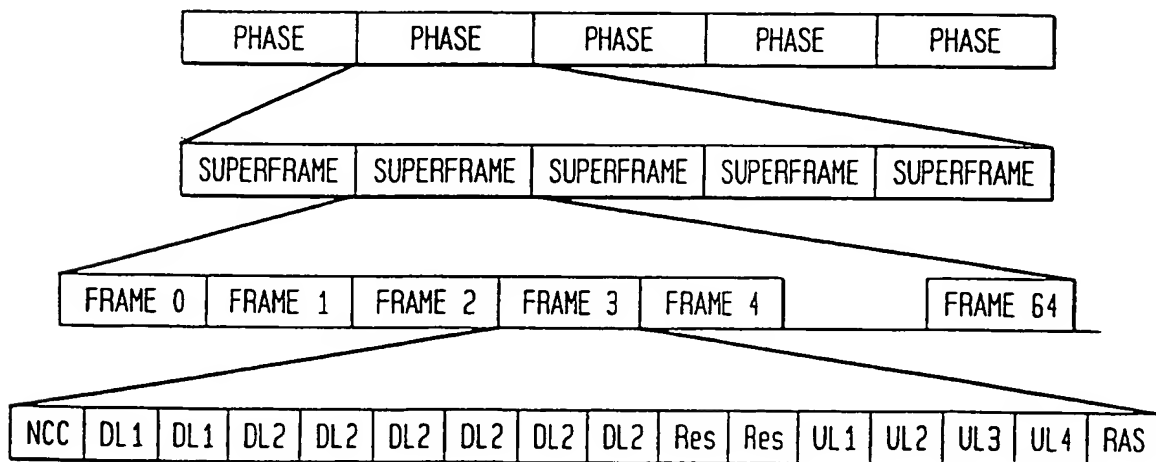 PHASE PHASE PHASE PHASE PHASE
SUPERFRAME SUPERFRAME SUPERFRAME SUPERFRAME SUPERFRAME
FRAME 0 FRAME 1 FRAME 2 FRAME 3 FRAME 4 FRAME 64
NCC DL1 DL1 DL2 DL2 DL2 DL2 DL2 DL2 Res Res UL1 UL2 UL3 UL4 RAS